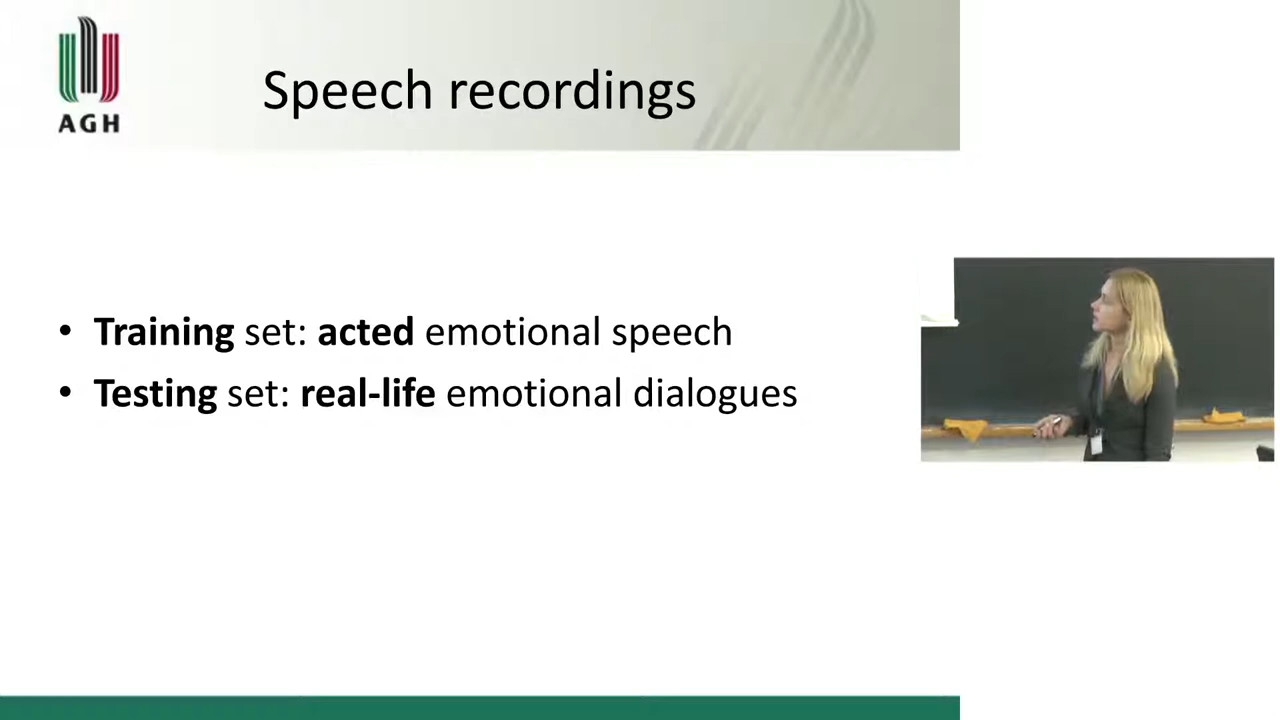 AGH
Speech recordings
• Training set: acted emotional speech
• Testing set: real-life emotional dialogues